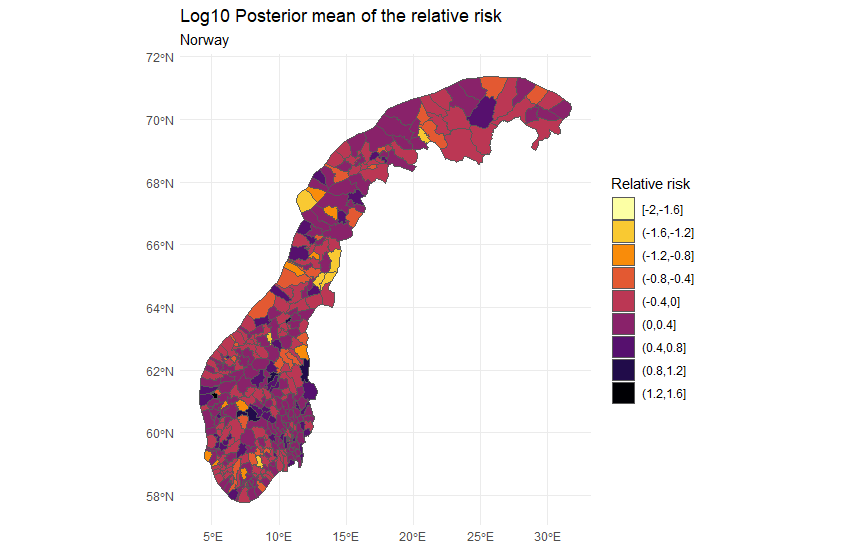 Log10 Posterior mean of the relative risk
Norway
72°N
70°N
68°N
66°N
64°N
62°N
60°N
58°N
5°E 10°E 15°E 20°E 25°E 30°E
Relative risk
[-2,-1.6]
(-1.6,-1.2]
(-1.2,-0.8]
(-0.8,-0.4]
(-0.4,0]
(0,0.4]
(0.4,0.8]
(0.8,1.2]
(1.2,1.6]